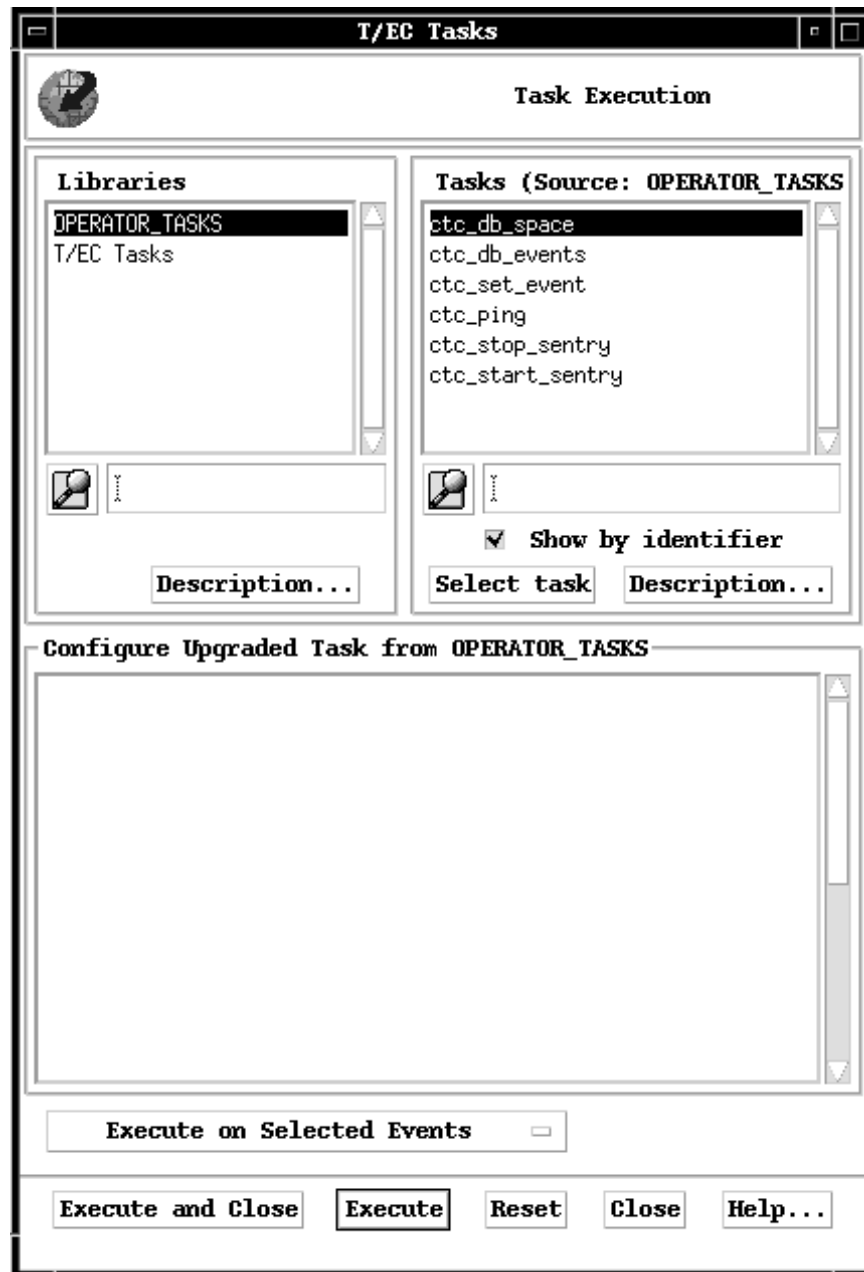 T/EC Tasks
Task Execution
Libraries
OPERATOR_TASKS
T/EC Tasks
Description...
Tasks (Source: OPERATOR_TASKS
ctc_db_space
ctc_db_events
ctc_set_event
ctc_ping
ctc_stop_sentry
ctc_start_sentry
Show by identifier
Select task Description...
Configure Upgraded Task from OPERATOR_TASKS
Execute on Selected Events
Execute and Close Execute Reset Close Help...